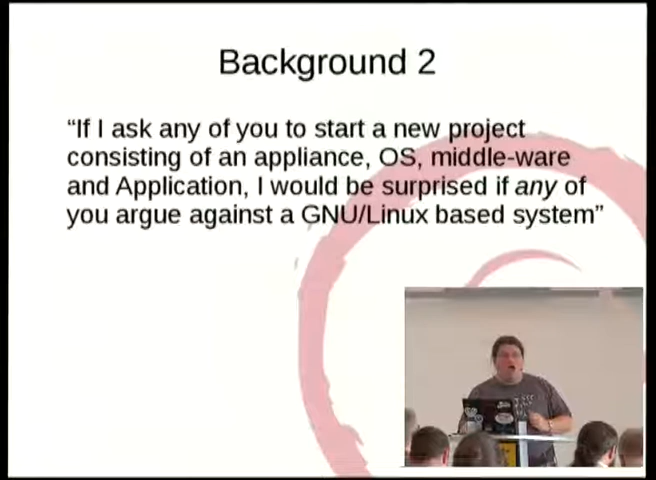 Background 2
“If I ask any of you to start a new project
consisting of an appliance, OS, middle-ware
and Application, I would be surprised if any of
you argue against a GNU/Linux based system”